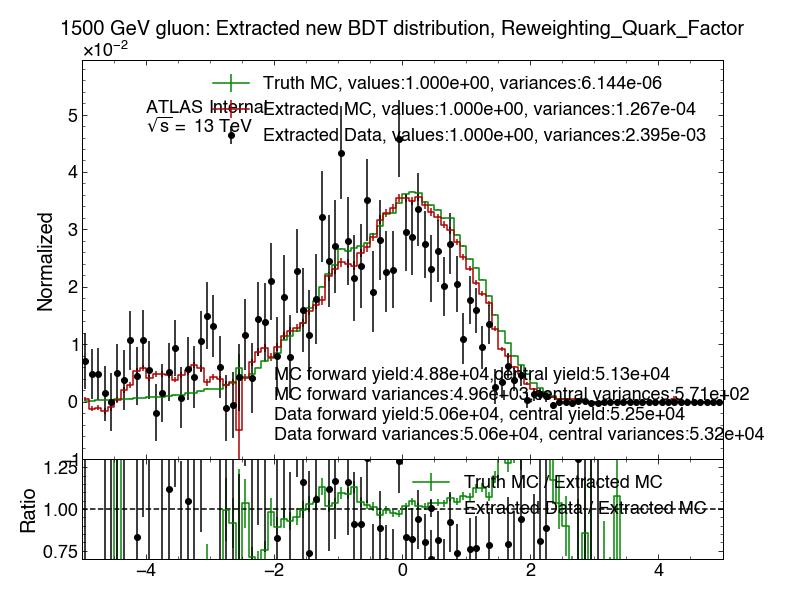 1500 GeV gluon: Extracted new BDT distribution, Reweighting_Quark_Factor
×10⁻²
Truth MC, values:1.000e+00, variances:6.144e-06
ATLAS Internal
Extracted MC, values:1.000e+00, variances:1.267e-04
√s = 13 TeV
Extracted Data, values:1.000e+00, variances:2.395e-03
5
4
3
2
1
0
1
Normalized
MC forward yield:4.88e+04, central yield:5.13e+04
MC forward variances:4.96e+03, central variances:5.71e+02
Data forward yield:5.06e+04, central yield:5.25e+04
Data forward variances:5.06e+04, central variances:5.32e+04
1.25
1.00
0.75
Ratio
Truth MC / Extracted MC
Extracted Data / Extracted MC
−4
−2
0
2
4